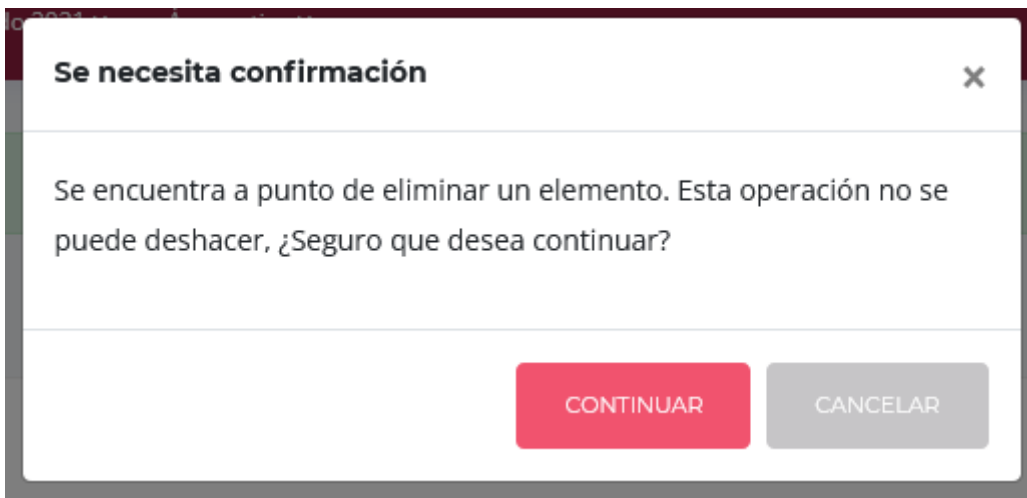 2021
Se necesita confirmación
×
Se encuentra a punto de eliminar un elemento. Esta operación no se
puede deshacer, ¿Seguro que desea continuar?
CONTINUAR
CANCELAR